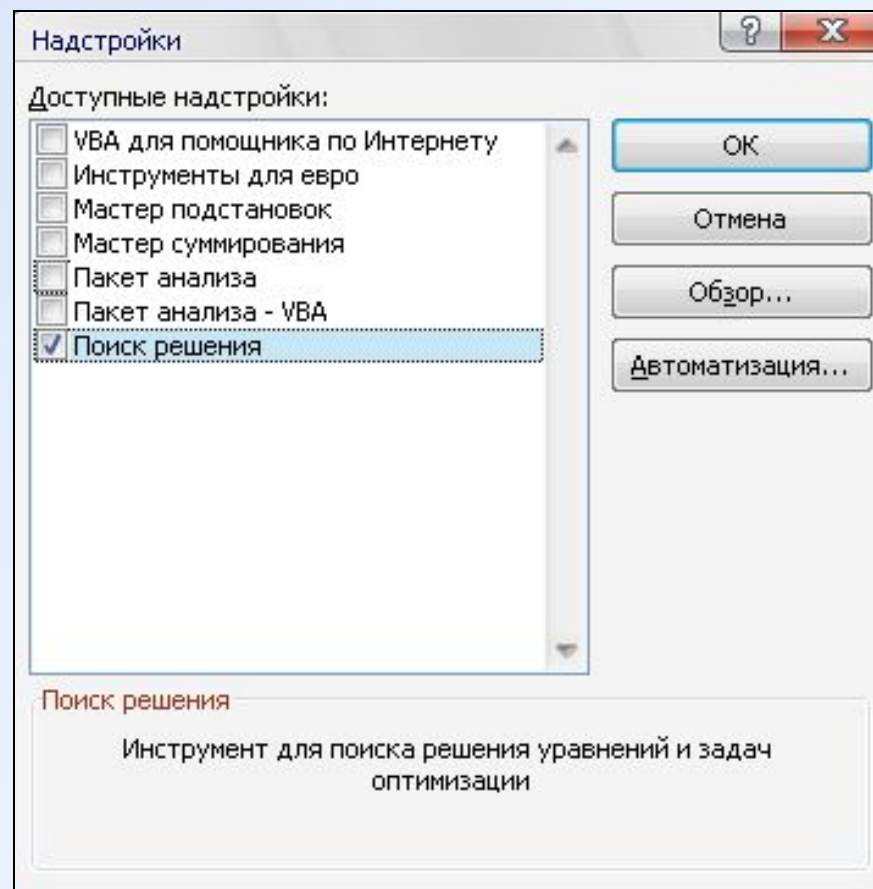 Надстройки
Доступные надстройки:
VBA для помощника по Интернету
Инструменты для евро
Мастер подстановок
Мастер суммирования
Пакет анализа
Пакет анализа - VBA
Поиск решения
ОК
Отмена
Обзор...
Автоматизация...
Поиск решения
Инструмент для поиска решения уравнений и задач
оптимизации